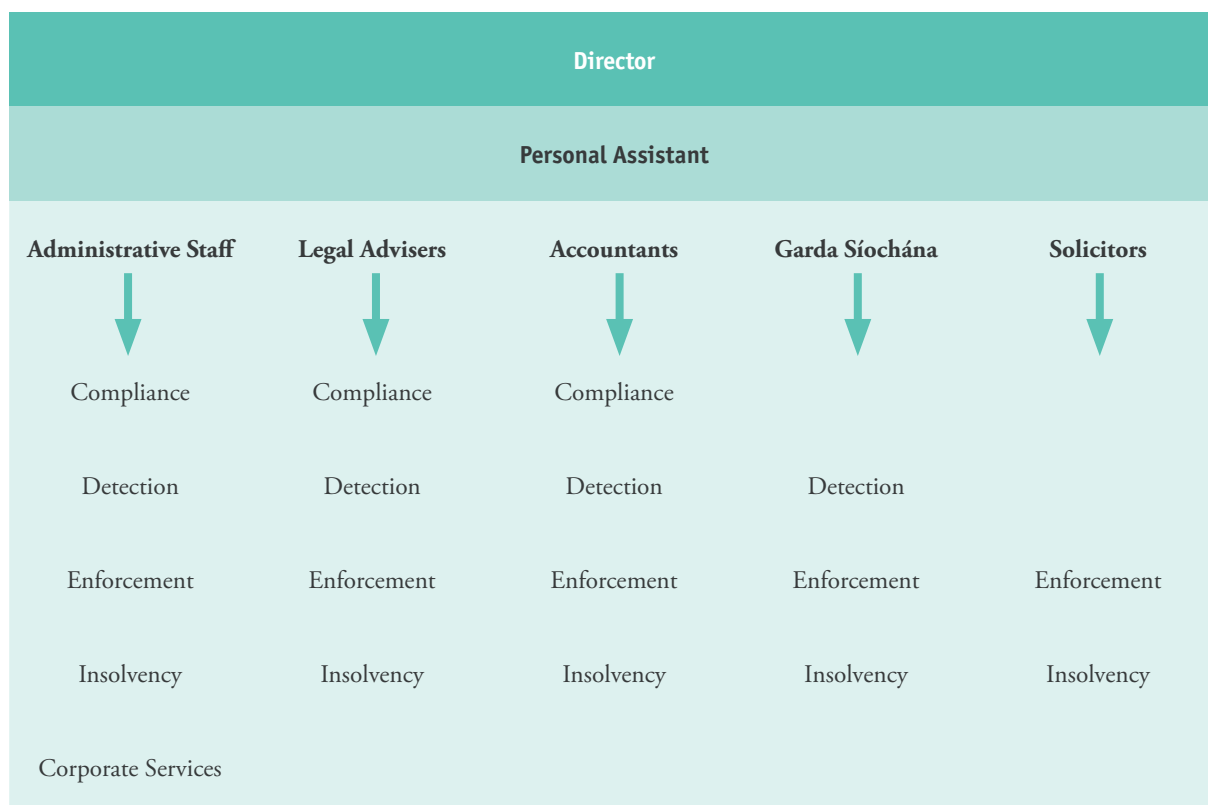 Director
Personal Assistant
Administrative Staff Legal Advisers Accountants Garda Síochána Solicitors
Compliance Compliance Compliance
Detection Detection Detection Detection
Enforcement Enforcement Enforcement Enforcement Enforcement
Insolvency Insolvency Insolvency Insolvency Insolvency
Corporate Services